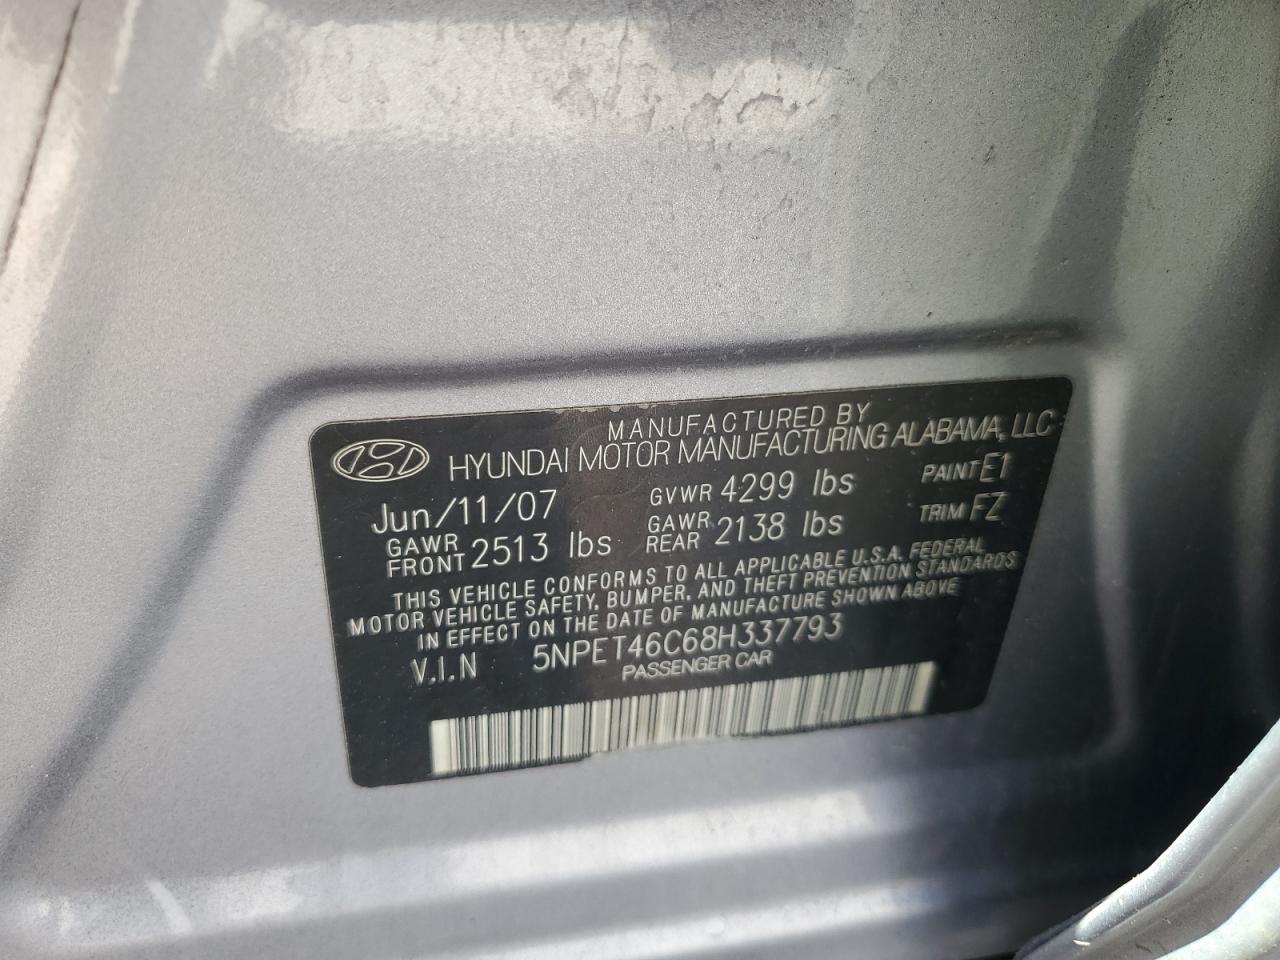 MANUFACTURED BY
HYUNDAI MOTOR MANUFACTURING ALABAMA, LLC
Jun/11/07 GVWR 4299 lbs PAINT E1
GAWR FRONT 2513 lbs GAWR REAR 2138 lbs TRIM FZ
THIS VEHICLE CONFORMS TO ALL APPLICABLE U.S.A. FEDERAL
MOTOR VEHICLE SAFETY, BUMPER, AND THEFT PREVENTION STANDARDS
IN EFFECT ON THE DATE OF MANUFACTURE SHOWN ABOVE
V.I.N 5NPET46C68H337793
PASSENGER CAR